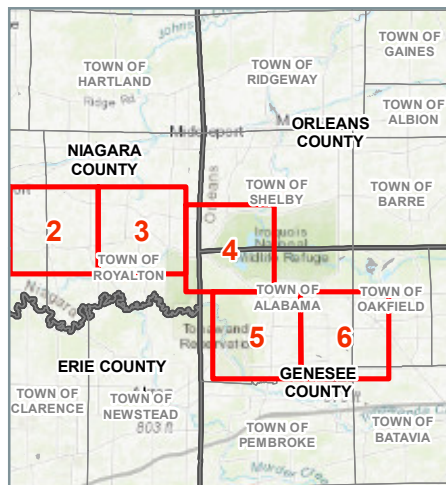 TOWN OF
GAINES
TOWN OF
HARTLAND
TOWN OF
RIDGEWAY
Ridge Rd
TOWN OF
ALBION
ORLEANS
COUNTY
NIAGARA
COUNTY
Orleans
TOWN OF
SHELBY
TOWN OF
BARRE
2
3
4
Iroquois
National
Wildlife Refuge
TOWN OF
ROYALTON
Niagara
TOWN OF
ALABAMA
TOWN OF
OAKFIELD
5
6
Reservation
ERIE COUNTY
GENESEE
COUNTY
TOWN OF
CLARENCE
TOWN OF
NEWSTEAD
803 ft
TOWN OF
PEMBROKE
TOWN OF
BATAVIA